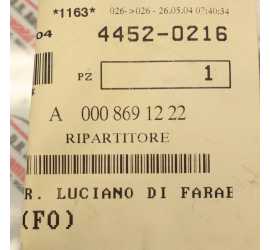 *1163* 026->026 - 26.05.04 07:40:34
04 4452-0216
PZ 1
A 000 869 12 22
RIPARTITORE
R. LUCIANO DI FARAB
(FO)